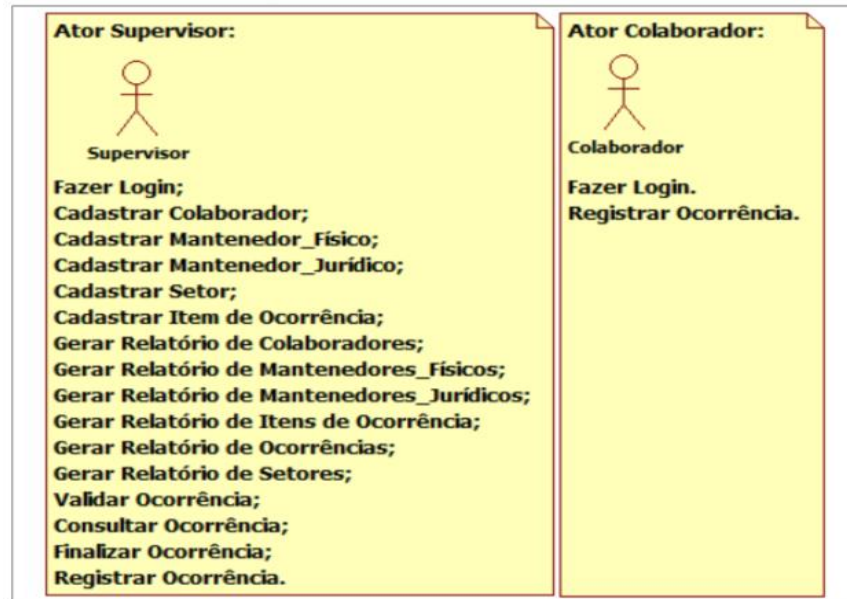 Ator Supervisor:
Supervisor
Fazer Login;
Cadastrar Colaborador;
Cadastrar Mantenedor_Físico;
Cadastrar Mantenedor_Jurídico;
Cadastrar Setor;
Cadastrar Item de Ocorrência;
Gerar Relatório de Colaboradores;
Gerar Relatório de Mantenedores_Físicos;
Gerar Relatório de Mantenedores_Jurídicos;
Gerar Relatório de Itens de Ocorrência;
Gerar Relatório de Ocorrências;
Gerar Relatório de Setores;
Validar Ocorrência;
Consultar Ocorrência;
Finalizar Ocorrência;
Registrar Ocorrência.
Ator Colaborador:
Colaborador
Fazer Login.
Registrar Ocorrência.